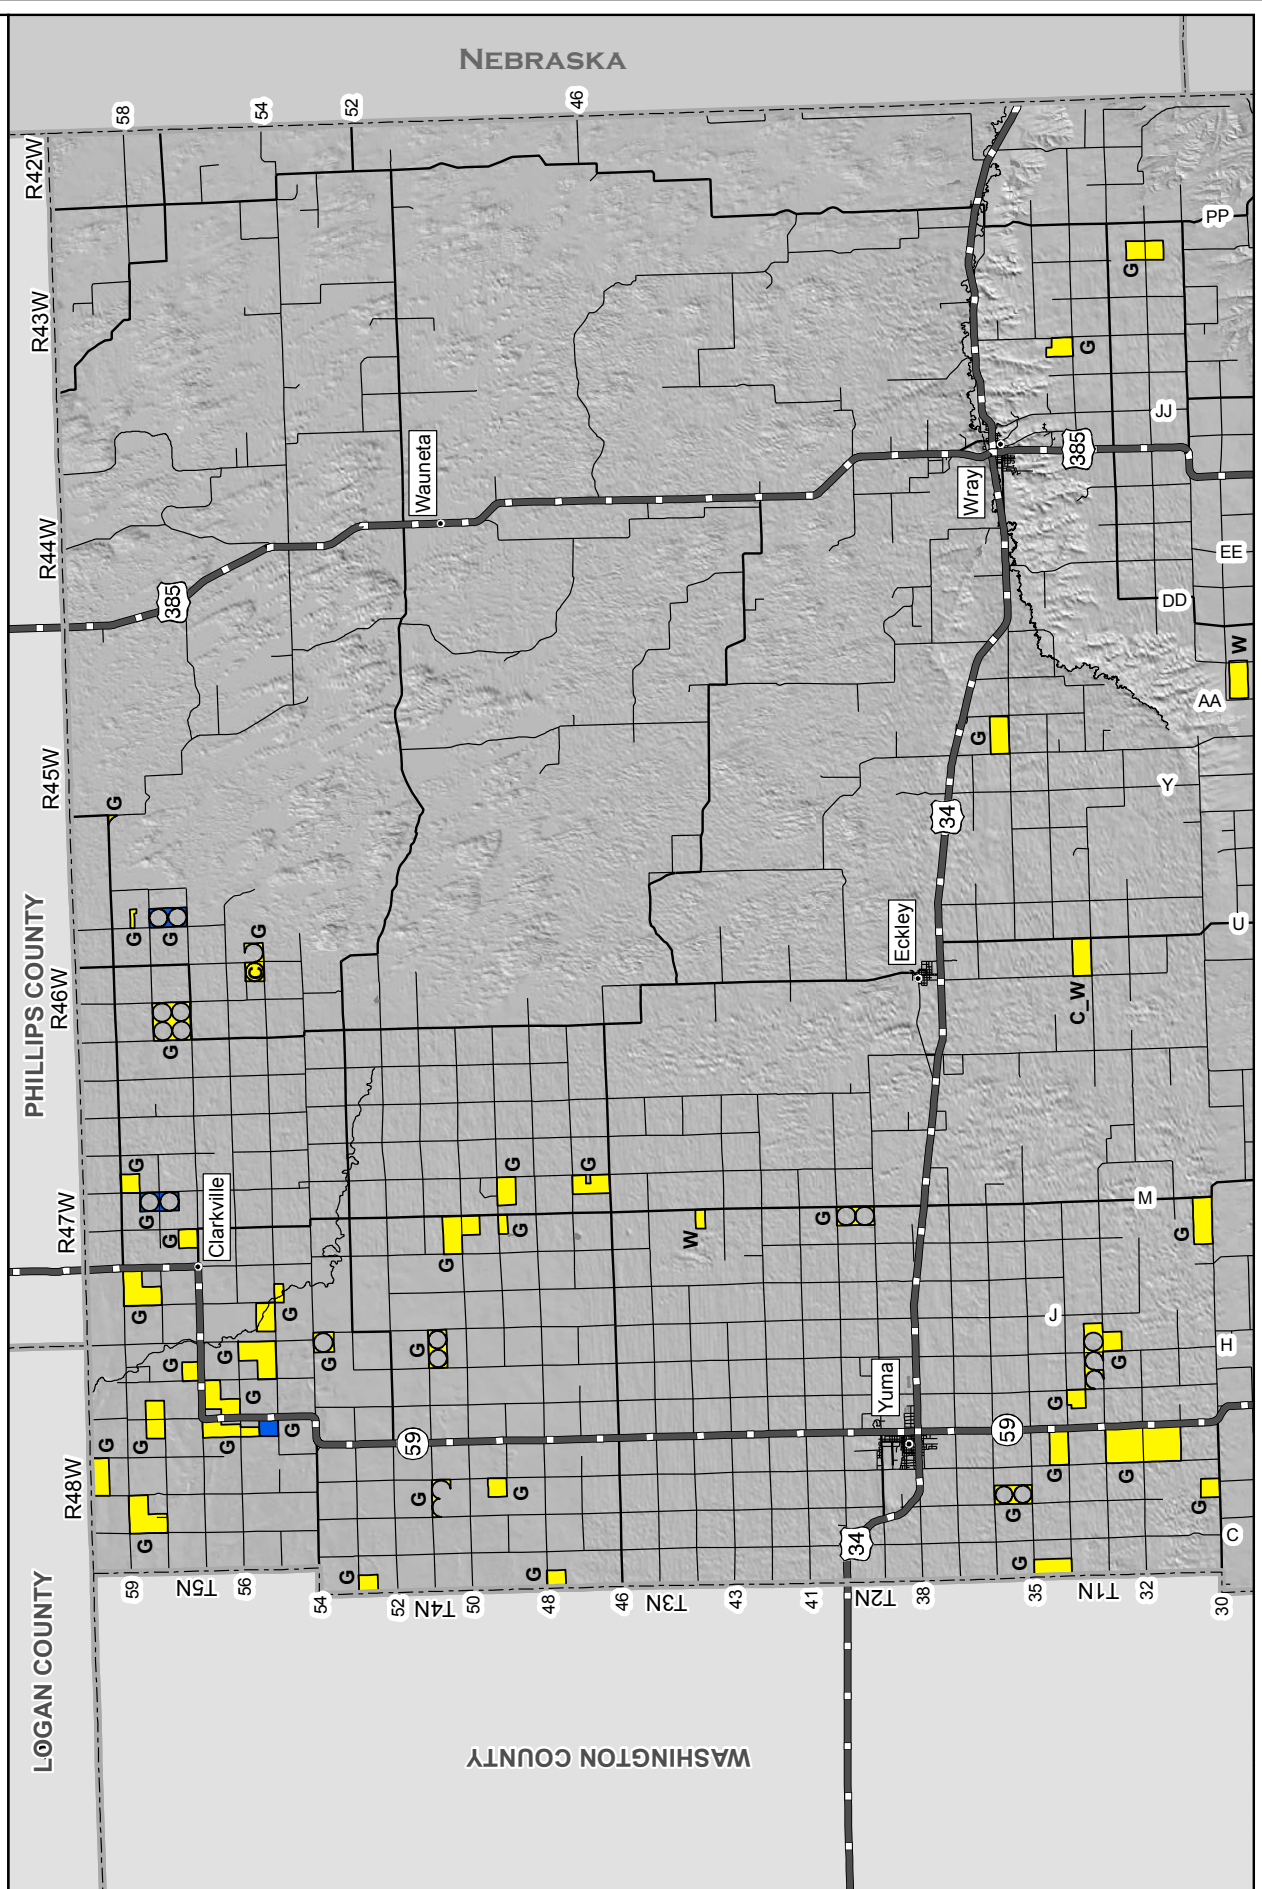 LOGAN COUNTY
PHILLIPS COUNTY
R48W
R47W
R46W
R45W
R44W
R43W
R42W
NEBRASKA
WASHINGTON COUNTY
59
T5N
56
54
52
T4N
50
48
46
T3N
43
41
T2N
38
35
T1N
32
30
58
54
52
46
G
G
G
G
G
G
G
G
G
G
G
G
G
G
Clarkville
G
G
G
G
G
C
G
385
Wauneta
G
G
G
59
G
G
G
G
G
G
G
W
G
34
Yuma
Eckley
34
G
Wray
385
G
59
G
G
G
G
G
G
G
C_W
G
G
W
C
H
J
M
U
Y
AA
DD
EE
JJ
PP